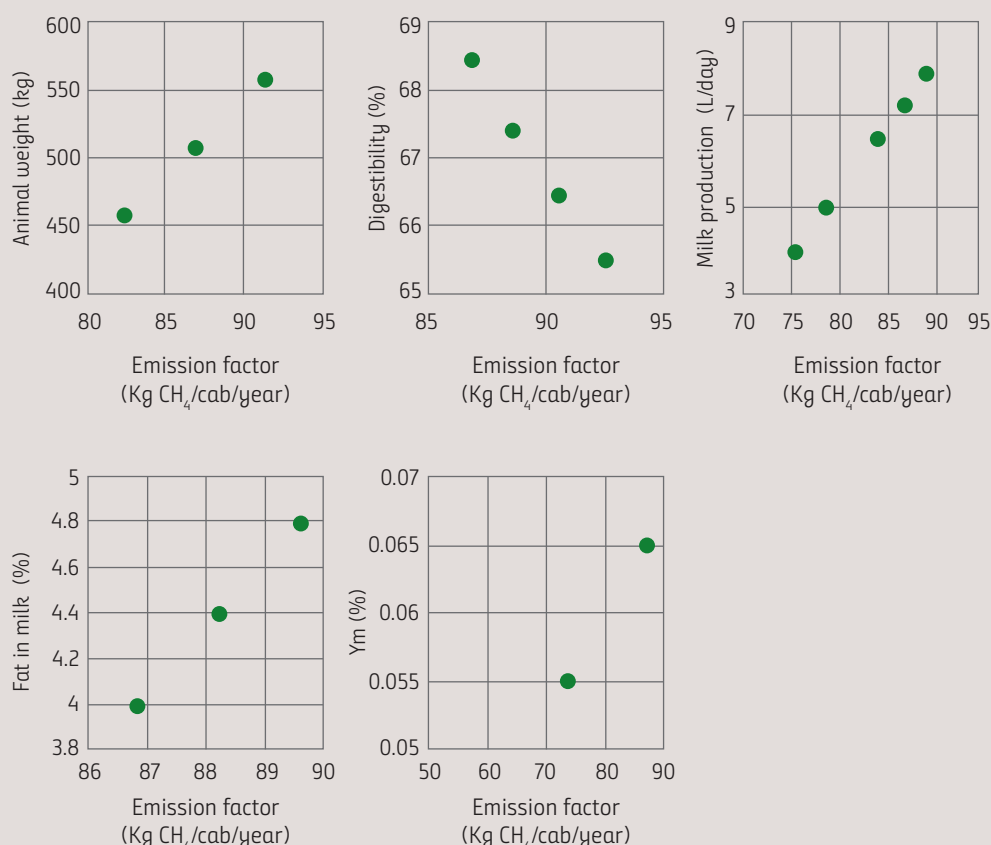 Animal weight (kg)
600
550
500
450
400
80 85 90 95
Emission factor
(Kg CH₄/cab/year)
Digestibility (%)
69
68
67
66
65
85 90 95
Emission factor
(Kg CH₄/cab/year)
Milk production (L/day)
9
7
5
3
70 75 80 85 90 95
Emission factor
(Kg CH₄/cab/year)
Fat in milk (%)
5
4.8
4.6
4.4
4.2
4
3.8
86 87 88 89 90
Emission factor
(Kg CH₄/cab/year)
Ym (%)
0.07
0.065
0.06
0.055
0.05
50 60 70 80 90
Emission factor
(Kg CH₄/cab/year)